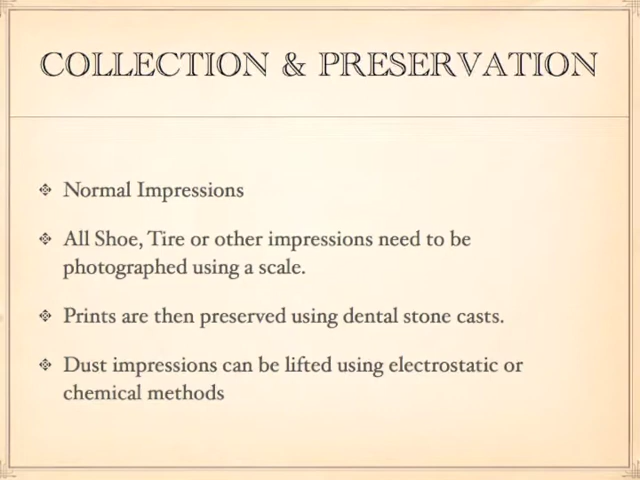 COLLECTION & PRESERVATION
Normal Impressions
All Shoe, Tire or other impressions need to be
photographed using a scale.
Prints are then preserved using dental stone casts.
Dust impressions can be lifted using electrostatic or
chemical methods